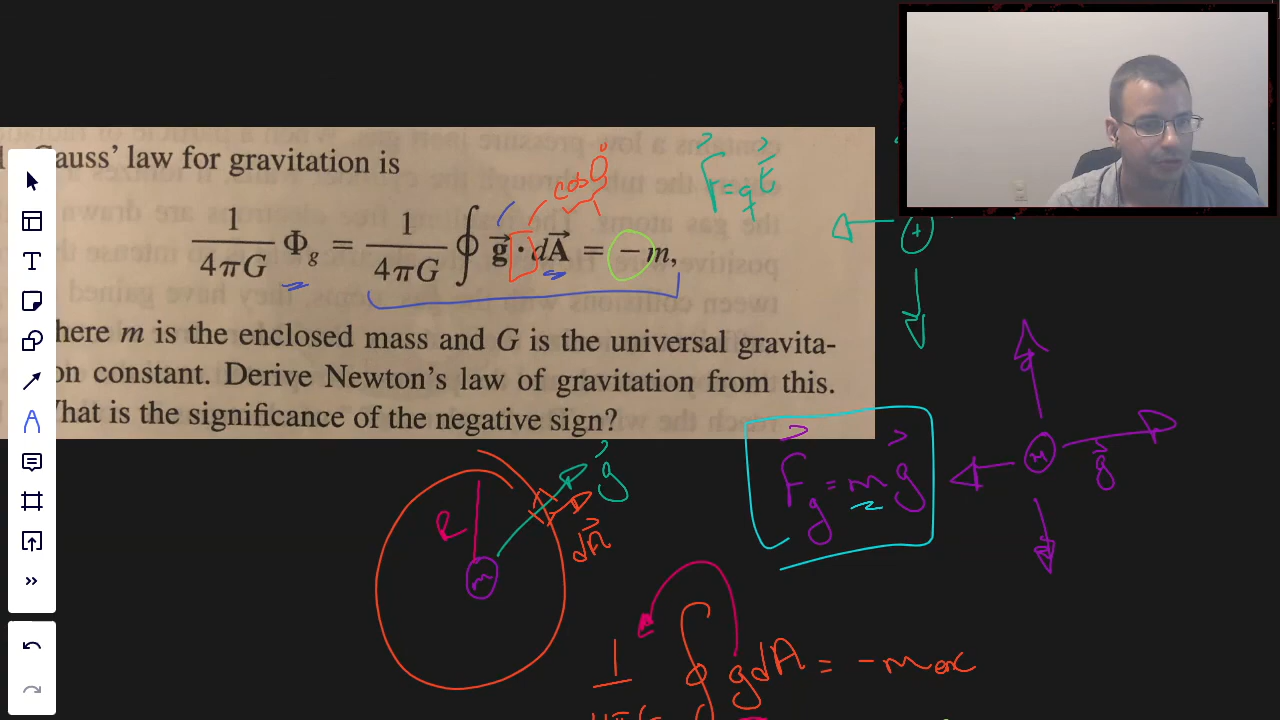 Gauss' law for gravitation is
1/4πG Φg = 1/4πG ∮ g⃗ · dA⃗ = −m,
here m is the enclosed mass and G is the universal gravita-
on constant. Derive Newton's law of gravitation from this.
hat is the significance of the negative sign?
cos θ
F⃗ = qE⃗
+
F⃗g = mg⃗
M
g⃗
g⃗
R
dA⃗
m
1/4πG ∮ g dA = −m
T
A